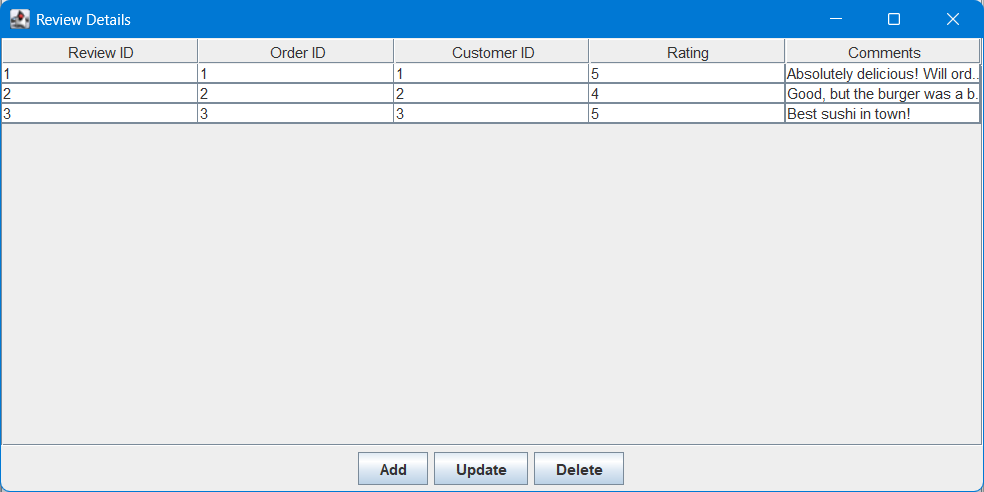 Review Details
Review ID Order ID Customer ID Rating Comments
1 1 1 5 Absolutely delicious! Will ord..
2 2 2 4 Good, but the burger was a b.
3 3 3 5 Best sushi in town!
Add Update Delete